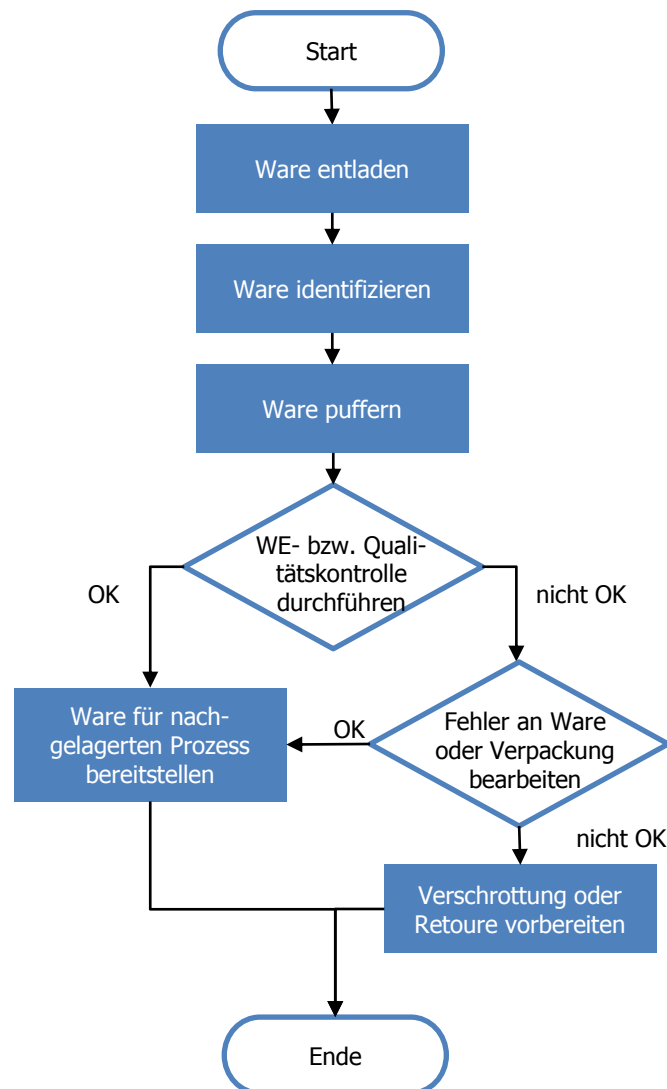 Start
Ware entladen
Ware identifizieren
Ware puffern
WE- bzw. Quali-
tätskontrolle
durchführen
OK
nicht OK
Ware für nach-
gelagerten Prozess
bereitstellen
OK
Fehler an Ware
oder Verpackung
bearbeiten
nicht OK
Verschrottung oder
Retoure vorbereiten
Ende